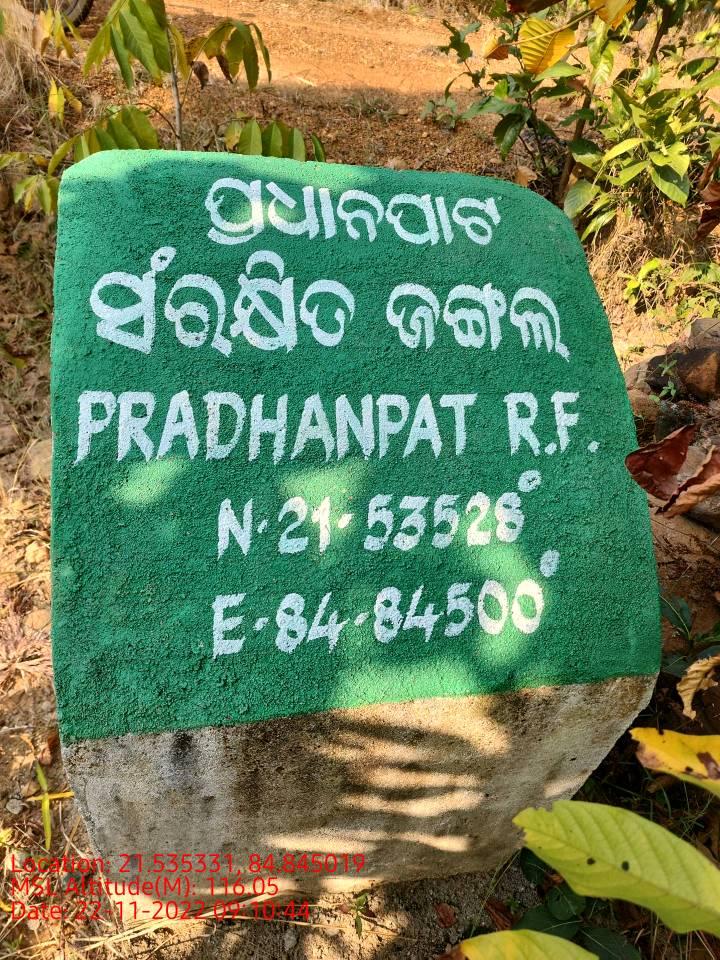 ପ୍ରଧାନପାଟ
ସଂରକ୍ଷିତ ଜଙ୍ଗଲ
PRADHANPAT R.F.
N-21·53528°
E-84-84500°
Location: 21.535331, 84.845019
MSL Altitude(M): 116.05
Date: 22-11-2022 09:10:44